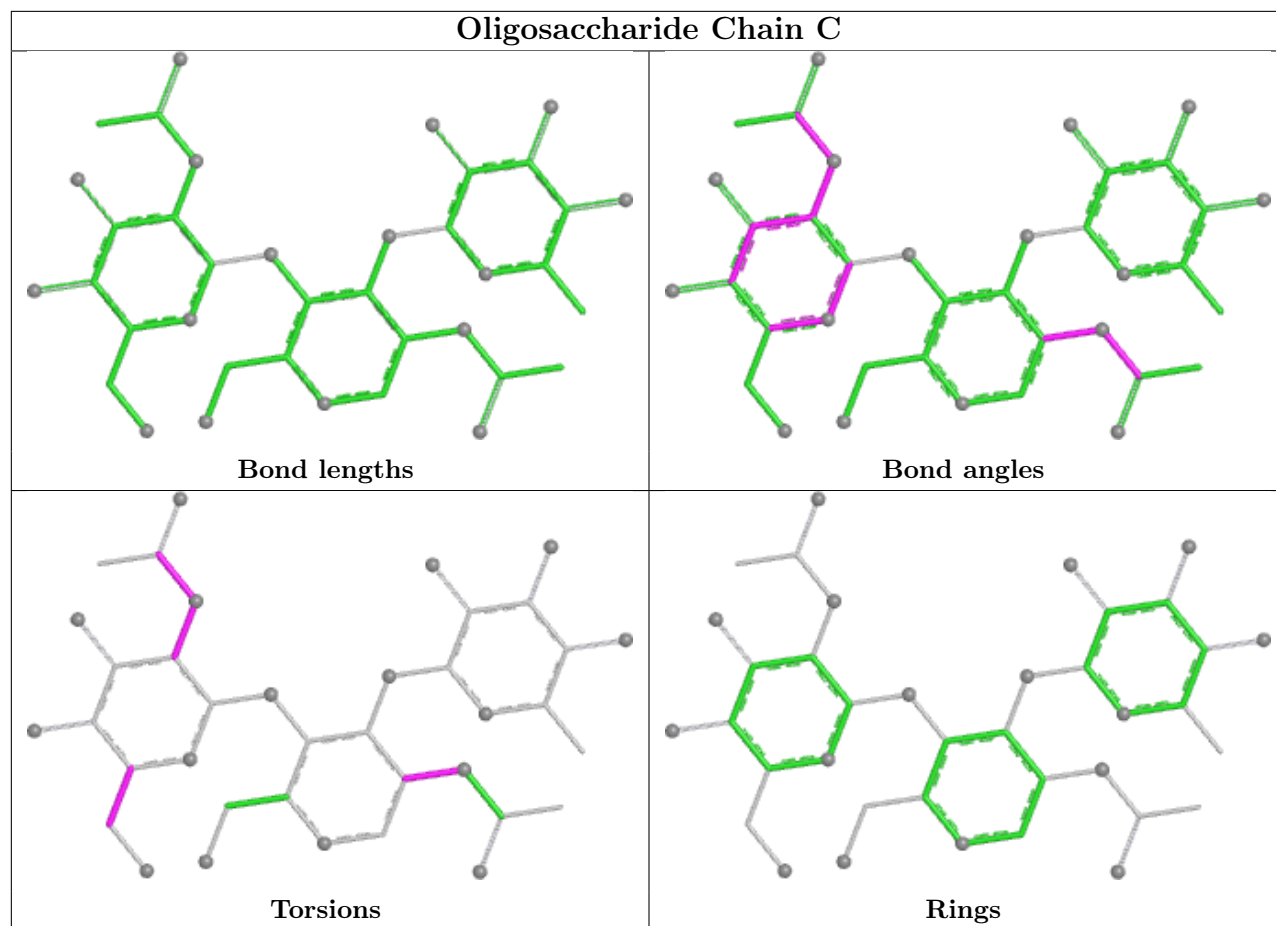 Oligosaccharide Chain C
Bond lengths
Bond angles
Torsions
Rings